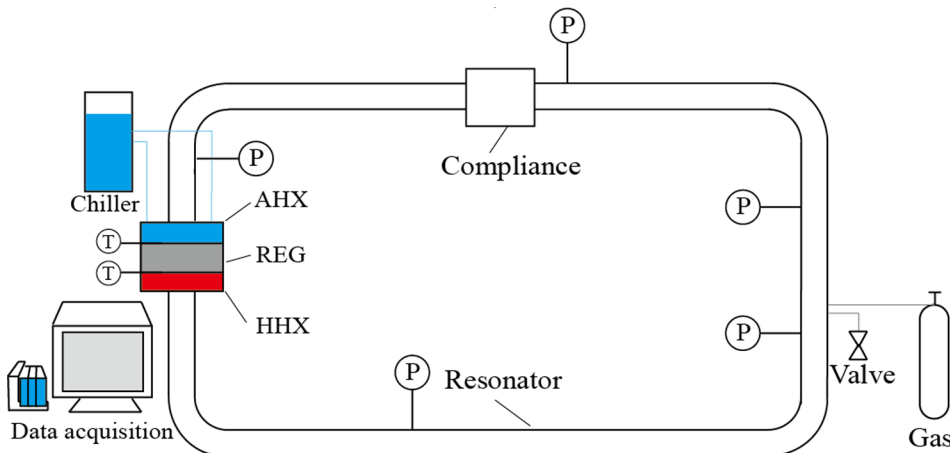 P
P
Compliance
Chiller
AHX
P
T
REG
T
HHX
P
P
Resonator
Valve
Data acquisition
Gas